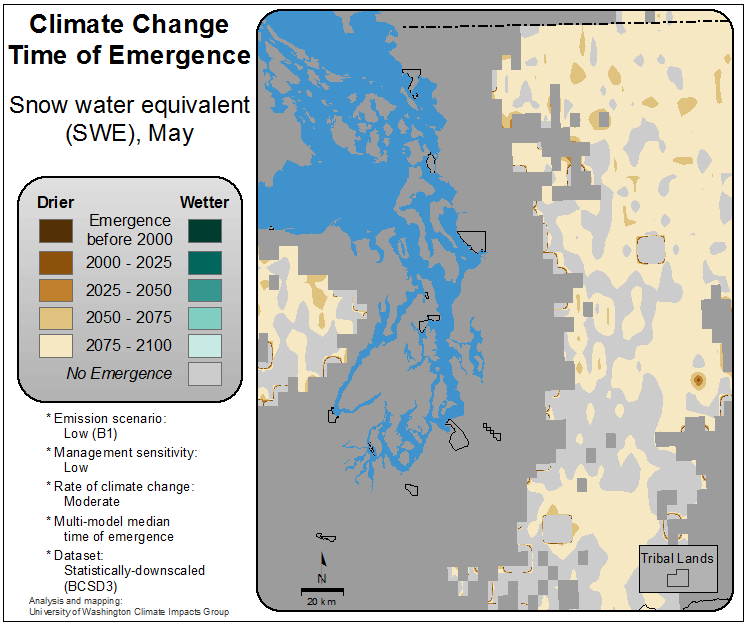 Climate Change
Time of Emergence
Snow water equivalent
(SWE), May
Drier
Wetter
Emergence
before 2000
2000 - 2025
2025 - 2050
2050 - 2075
2075 - 2100
No Emergence
* Emission scenario:
Low (B1)
* Management sensitivity:
Low
* Rate of climate change:
Moderate
* Multi-model median
time of emergence
* Dataset:
Statistically-downscaled
(BCSD3)
Analysis and mapping:
University of Washington Climate Impacts Group
N
20 km
Tribal Lands